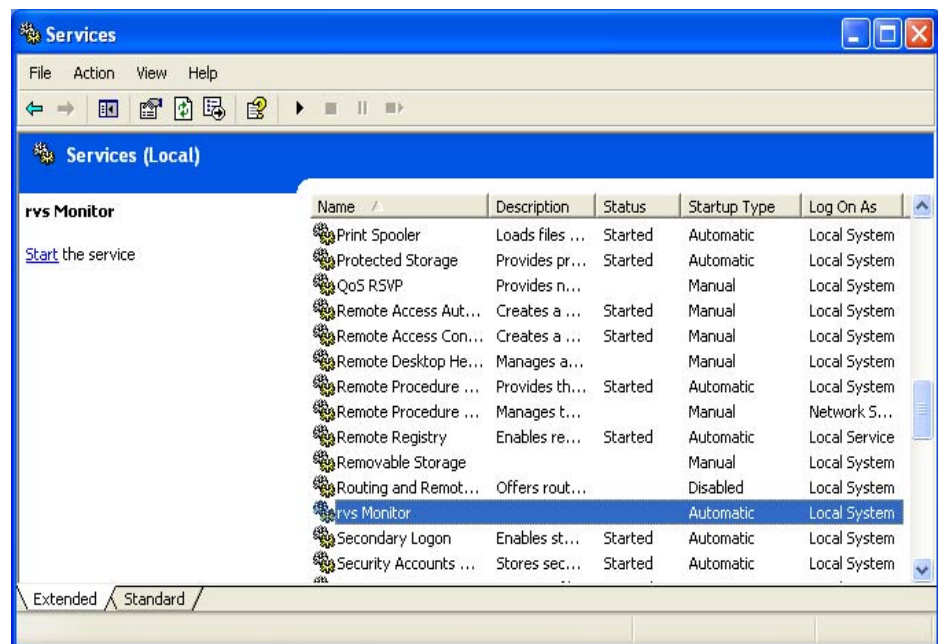 Services
File Action View Help
Services (Local)
rvs Monitor
Start the service
Name Description Status Startup Type Log On As
Print Spooler Loads files ... Started Automatic Local System
Protected Storage Provides pr... Started Automatic Local System
QoS RSVP Provides n... Manual Local System
Remote Access Aut... Creates a ... Started Manual Local System
Remote Access Con... Creates a ... Started Manual Local System
Remote Desktop He... Manages a... Manual Local System
Remote Procedure ... Provides th... Started Automatic Local System
Remote Procedure ... Manages t... Manual Network S...
Remote Registry Enables re... Started Automatic Local Service
Removable Storage Manual Local System
Routing and Remot... Offers rout... Disabled Local System
rvs Monitor Automatic Local System
Secondary Logon Enables st... Started Automatic Local System
Security Accounts ... Stores sec... Started Automatic Local System
Extended Standard